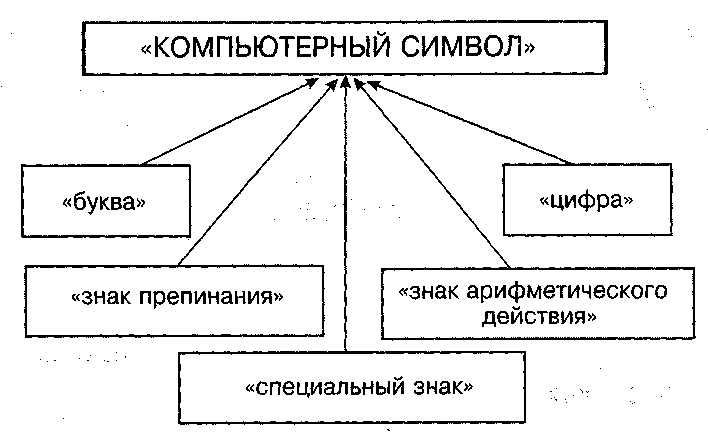 «КОМПЬЮТЕРНЫЙ СИМВОЛ»
«буква»
«цифра»
«знак препинания»
«знак арифметического
действия»
«специальный знак»